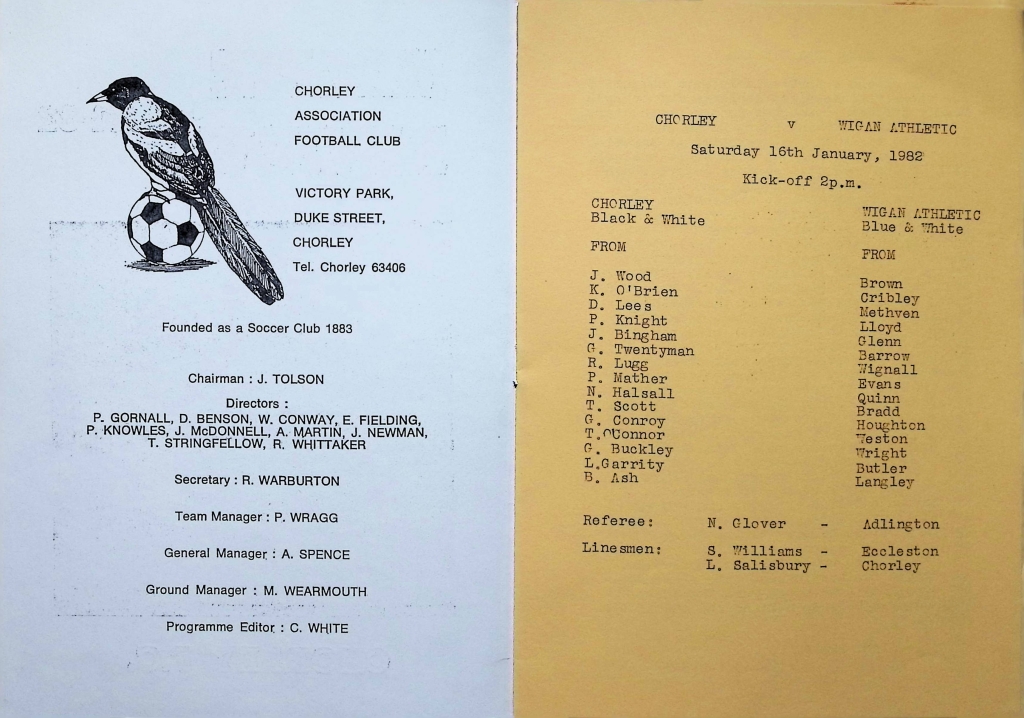 CHORLEY
ASSOCIATION
FOOTBALL CLUB
VICTORY PARK,
DUKE STREET,
CHORLEY
Tel. Chorley 63406
Founded as a Soccer Club 1883
Chairman : J. TOLSON
Directors :
P. GORNALL, D. BENSON, W. CONWAY, E. FIELDING,
P. KNOWLES, J. McDONNELL, A. MARTIN, J. NEWMAN,
T. STRINGFELLOW, R. WHITTAKER
Secretary : R. WARBURTON
Team Manager : P. WRAGG
General Manager : A. SPENCE
Ground Manager : M. WEARMOUTH
Programme Editor : C. WHITE
CHORLEY v WIGAN ATHLETIC
Saturday 16th January, 1982
Kick-off 2p.m.
CHORLEY
Black & White
FROM
J. Wood
K. O'Brien
D. Lees
P. Knight
J. Bingham
G. Twentyman
R. Lugg
P. Mather
N. Halsall
T. Scott
G. Conroy
T.O'Connor
G. Buckley
L.Garrity
B. Ash
WIGAN ATHLETIC
Blue & White
FROM
Brown
Cribley
Methven
Lloyd
Glenn
Barrow
Wignall
Evans
Quinn
Bradd
Houghton
Weston
Wright
Butler
Langley
Referee: N. Glover - Adlington
Linesmen: S. Williams - Eccleston
L. Salisbury - Chorley